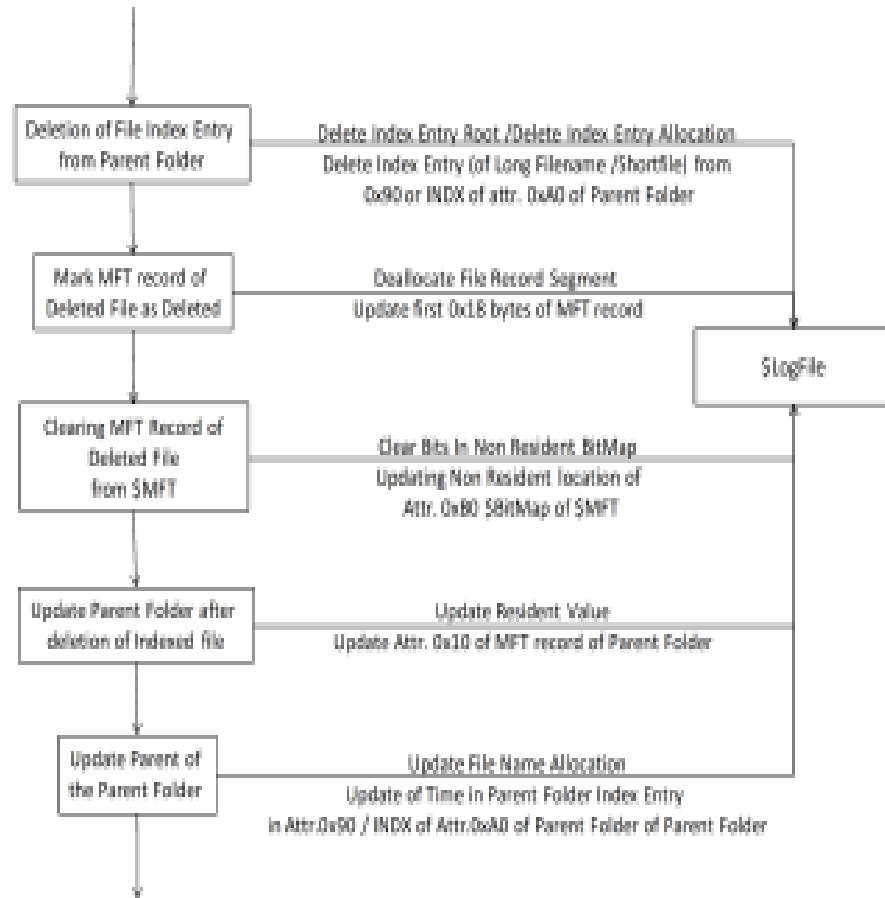 Deletion of File Index Entry
from Parent Folder
Delete Index Entry Root /Delete Index Entry Allocation
Delete Index Entry (of Long Filename /Shortfile) from
0x90 or INDX of attr. 0xA0 of Parent Folder
Mark MFT record of
Deleted File as Deleted
Deallocate File Record Segment
Update first 0x18 bytes of MFT record
$LogFile
Clearing MFT Record of
Deleted File
from $MFT
Clear Bits In Non Resident BitMap
Updating Non Resident location of
Attr. 0xB0 $BitMap of $MFT
Update Parent Folder after
deletion of Indexed file
Update Resident Value
Update Attr. 0x10 of MFT record of Parent Folder
Update Parent of
the Parent Folder
Update File Name Allocation
Update of Time in Parent Folder Index Entry
in Attr.0x90 / INDX of Attr.0xA0 of Parent Folder of Parent Folder